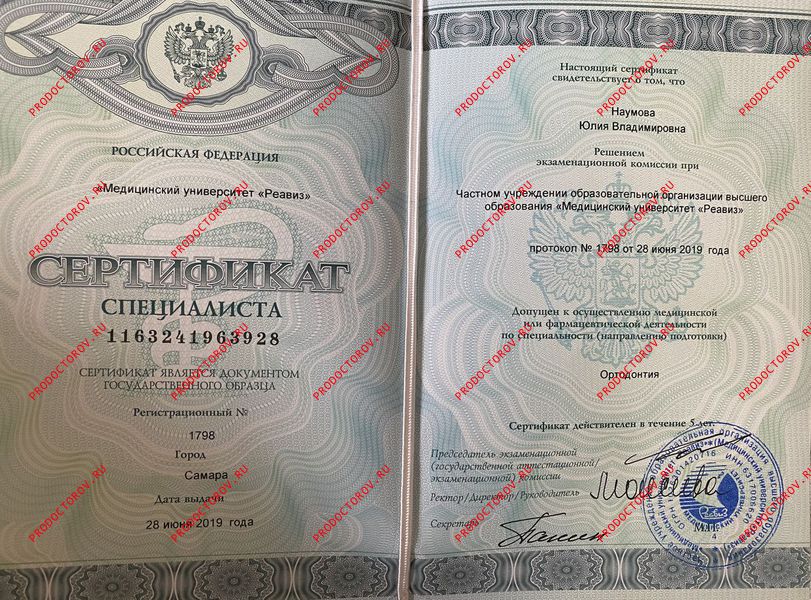 РОССИЙСКАЯ ФЕДЕРАЦИЯ
«Медицинский университет «Реавиз»
СЕРТИФИКАТ
СПЕЦИАЛИСТА
1163241963928
СЕРТИФИКАТ ЯВЛЯЕТСЯ ДОКУМЕНТОМ
ГОСУДАРСТВЕННОГО ОБРАЗЦА
Регистрационный №
1798
Город
Самара
Дата выдачи
28 июня 2019 года
Настоящий сертификат
свидетельствует о том, что
Наумова
Юлия Владимировна
Решением
экзаменационной комиссии при
Частном учреждении образовательной организации высшего
образования «Медицинский университет «Реавиз»
протокол № 1798 от 28 июня 2019 года
Допущен к осуществлению медицинской
или фармацевтической деятельности
по специальности (направлению подготовки)
Ортодонтия
Сертификат действителен в течение 5 лет.
Председатель экзаменационной
(государственной аттестационной/
экзаменационной) комиссии
Ректор/Директор/Руководитель
Секретарь
PRODOCTOROV.RU